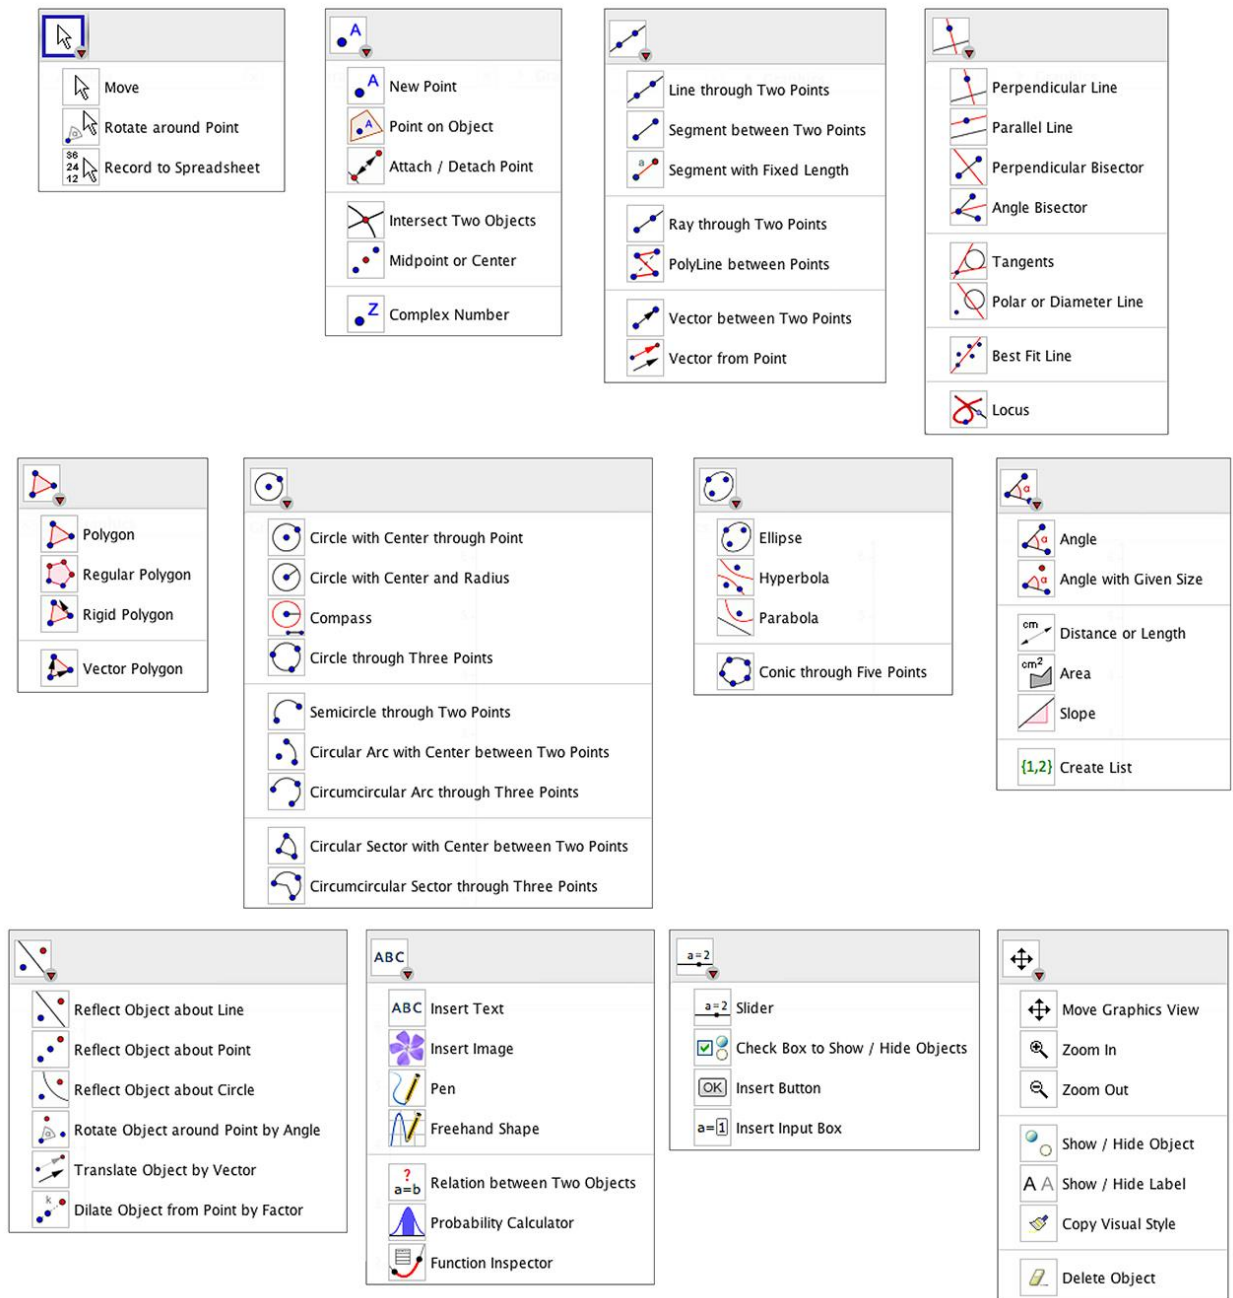 Move
Rotate around Point
36
24
12
Record to Spreadsheet
A
A
New Point
A
Point on Object
Attach / Detach Point
Intersect Two Objects
Midpoint or Center
Z
Complex Number
Line through Two Points
Segment between Two Points
a
Segment with Fixed Length
Ray through Two Points
PolyLine between Points
Vector between Two Points
Vector from Point
Perpendicular Line
Parallel Line
Perpendicular Bisector
Angle Bisector
Tangents
Polar or Diameter Line
Best Fit Line
Locus
Polygon
Regular Polygon
Rigid Polygon
Vector Polygon
Circle with Center through Point
Circle with Center and Radius
Compass
Circle through Three Points
Semicircle through Two Points
Circular Arc with Center between Two Points
Circumcircular Arc through Three Points
Circular Sector with Center between Two Points
Circumcircular Sector through Three Points
Ellipse
Hyperbola
Parabola
Conic through Five Points
α
α
Angle
α
Angle with Given Size
cm
Distance or Length
cm²
Area
Slope
{1,2}
Create List
Reflect Object about Line
Reflect Object about Point
Reflect Object about Circle
α
Rotate Object around Point by Angle
Translate Object by Vector
k
Dilate Object from Point by Factor
ABC
ABC
Insert Text
Insert Image
Pen
Freehand Shape
?
a=b
Relation between Two Objects
Probability Calculator
Function Inspector
a=2
a=2
Slider
Check Box to Show / Hide Objects
OK
Insert Button
a=1
Insert Input Box
Move Graphics View
Zoom In
Zoom Out
Show / Hide Object
A A
Show / Hide Label
Copy Visual Style
Delete Object